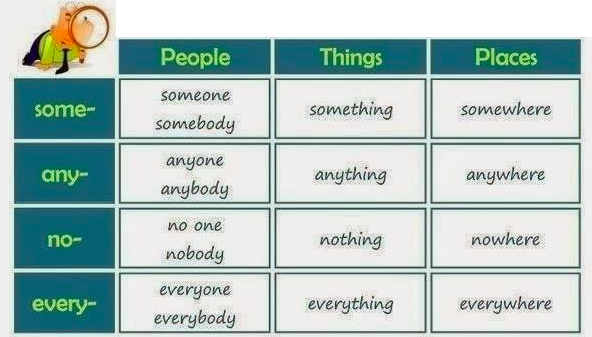 People Things Places
some-
someone
somebody
something
somewhere
any-
anyone
anybody
anything
anywhere
no-
no one
nobody
nothing
nowhere
every-
everyone
everybody
everything
everywhere